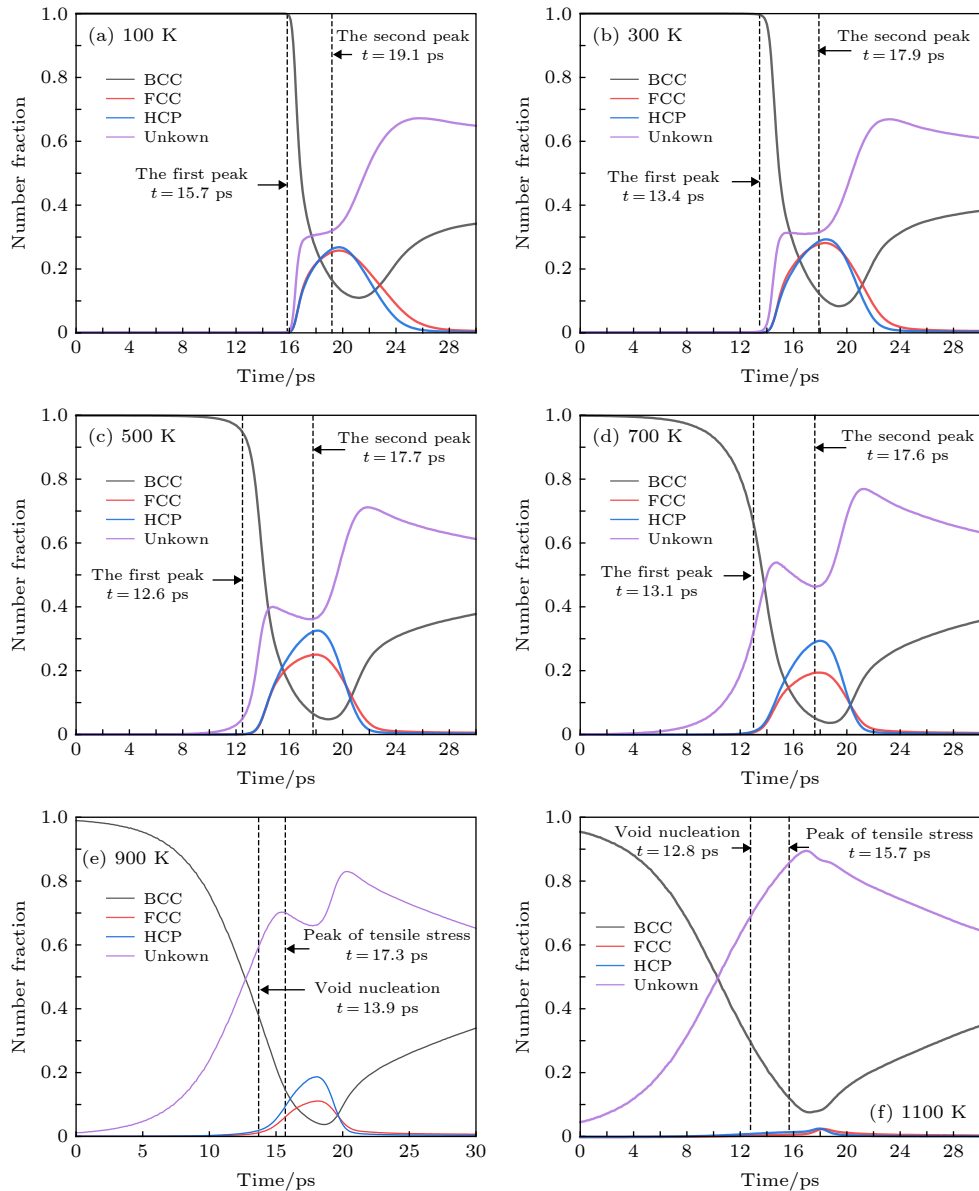 (a) 100 K
The second peak
t=19.1 ps
BCC
FCC
HCP
Unkown
The first peak
t=15.7 ps
Number fraction
1.0
0.8
0.6
0.4
0.2
0
0 4 8 12 16 20 24 28
Time/ps
(b) 300 K
The second peak
t=17.9 ps
BCC
FCC
HCP
Unkown
The first peak
t=13.4 ps
Number fraction
1.0
0.8
0.6
0.4
0.2
0
0 4 8 12 16 20 24 28
Time/ps
(c) 500 K
The second peak
t=17.7 ps
BCC
FCC
HCP
Unkown
The first peak
t=12.6 ps
Number fraction
1.0
0.8
0.6
0.4
0.2
0
0 4 8 12 16 20 24 28
Time/ps
(d) 700 K
The second peak
t=17.6 ps
BCC
FCC
HCP
Unkown
The first peak
t=13.1 ps
Number fraction
1.0
0.8
0.6
0.4
0.2
0
0 4 8 12 16 20 24 28
Time/ps
(e) 900 K
BCC
FCC
HCP
Unkown
Peak of tensile stress
t=17.3 ps
Void nucleation
t=13.9 ps
Number fraction
1.0
0.8
0.6
0.4
0.2
0
0 5 10 15 20 25 30
Time/ps
Void nucleation
t=12.8 ps
Peak of tensile stress
t=15.7 ps
BCC
FCC
HCP
Unkown
(f) 1100 K
Number fraction
1.0
0.8
0.6
0.4
0.2
0
0 4 8 12 16 20 24 28
Time/ps